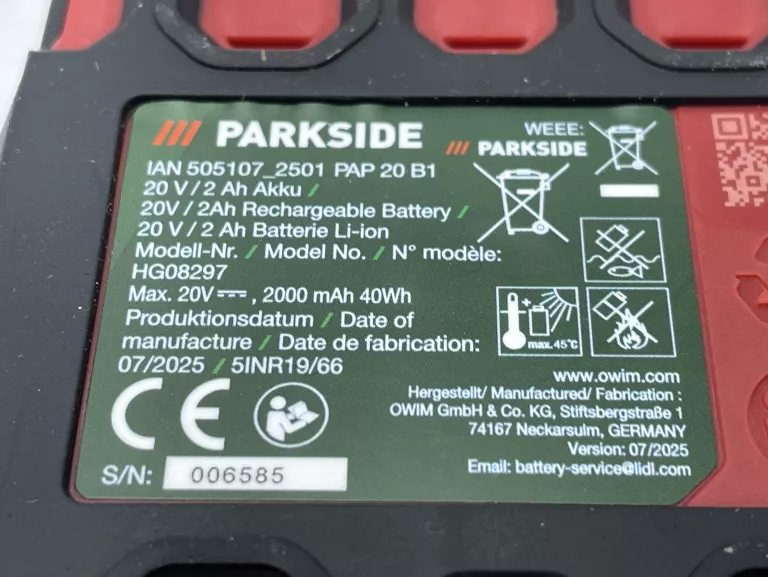 PARKSIDE
WEEE:
PARKSIDE
IAN 505107_2501 PAP 20 B1
20 V / 2 Ah Akku /
20V / 2Ah Rechargeable Battery /
20 V / 2 Ah Batterie Li-ion
Modell-Nr. / Model No. / N° modèle:
HG08297
Max. 20V⎓, 2000 mAh 40Wh
Produktionsdatum / Date of
manufacture / Date de fabrication:
07/2025 / 5INR19/66
max.45°C
CE
www.owim.com
Hergestellt/ Manufactured/ Fabrication :
OWIM GmbH & Co. KG, Stiftsbergstraße 1
74167 Neckarsulm, GERMANY
Version: 07/2025
Email: battery-service@lidl.com
S/N: 006585